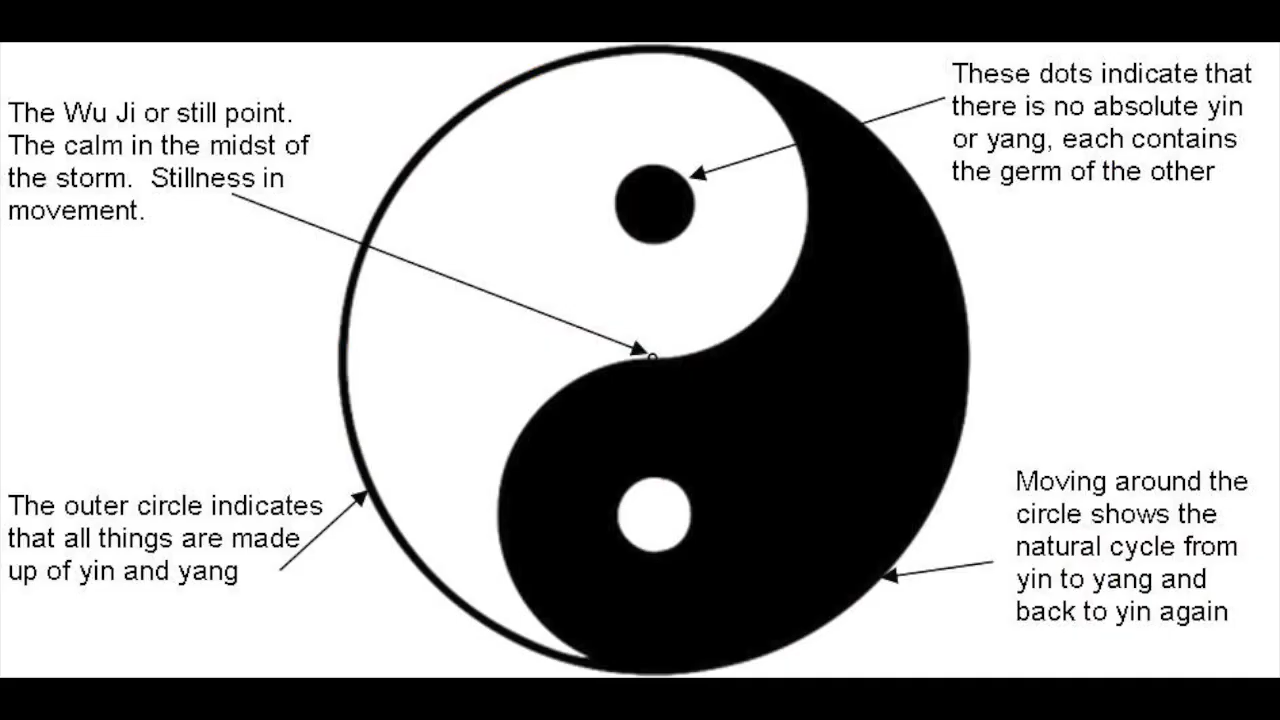 The Wu Ji or still point.
The calm in the midst of
the storm.  Stillness in
movement.
These dots indicate that
there is no absolute yin
or yang, each contains
the germ of the other
The outer circle indicates
that all things are made
up of yin and yang
Moving around the
circle shows the
natural cycle from
yin to yang and
back to yin again